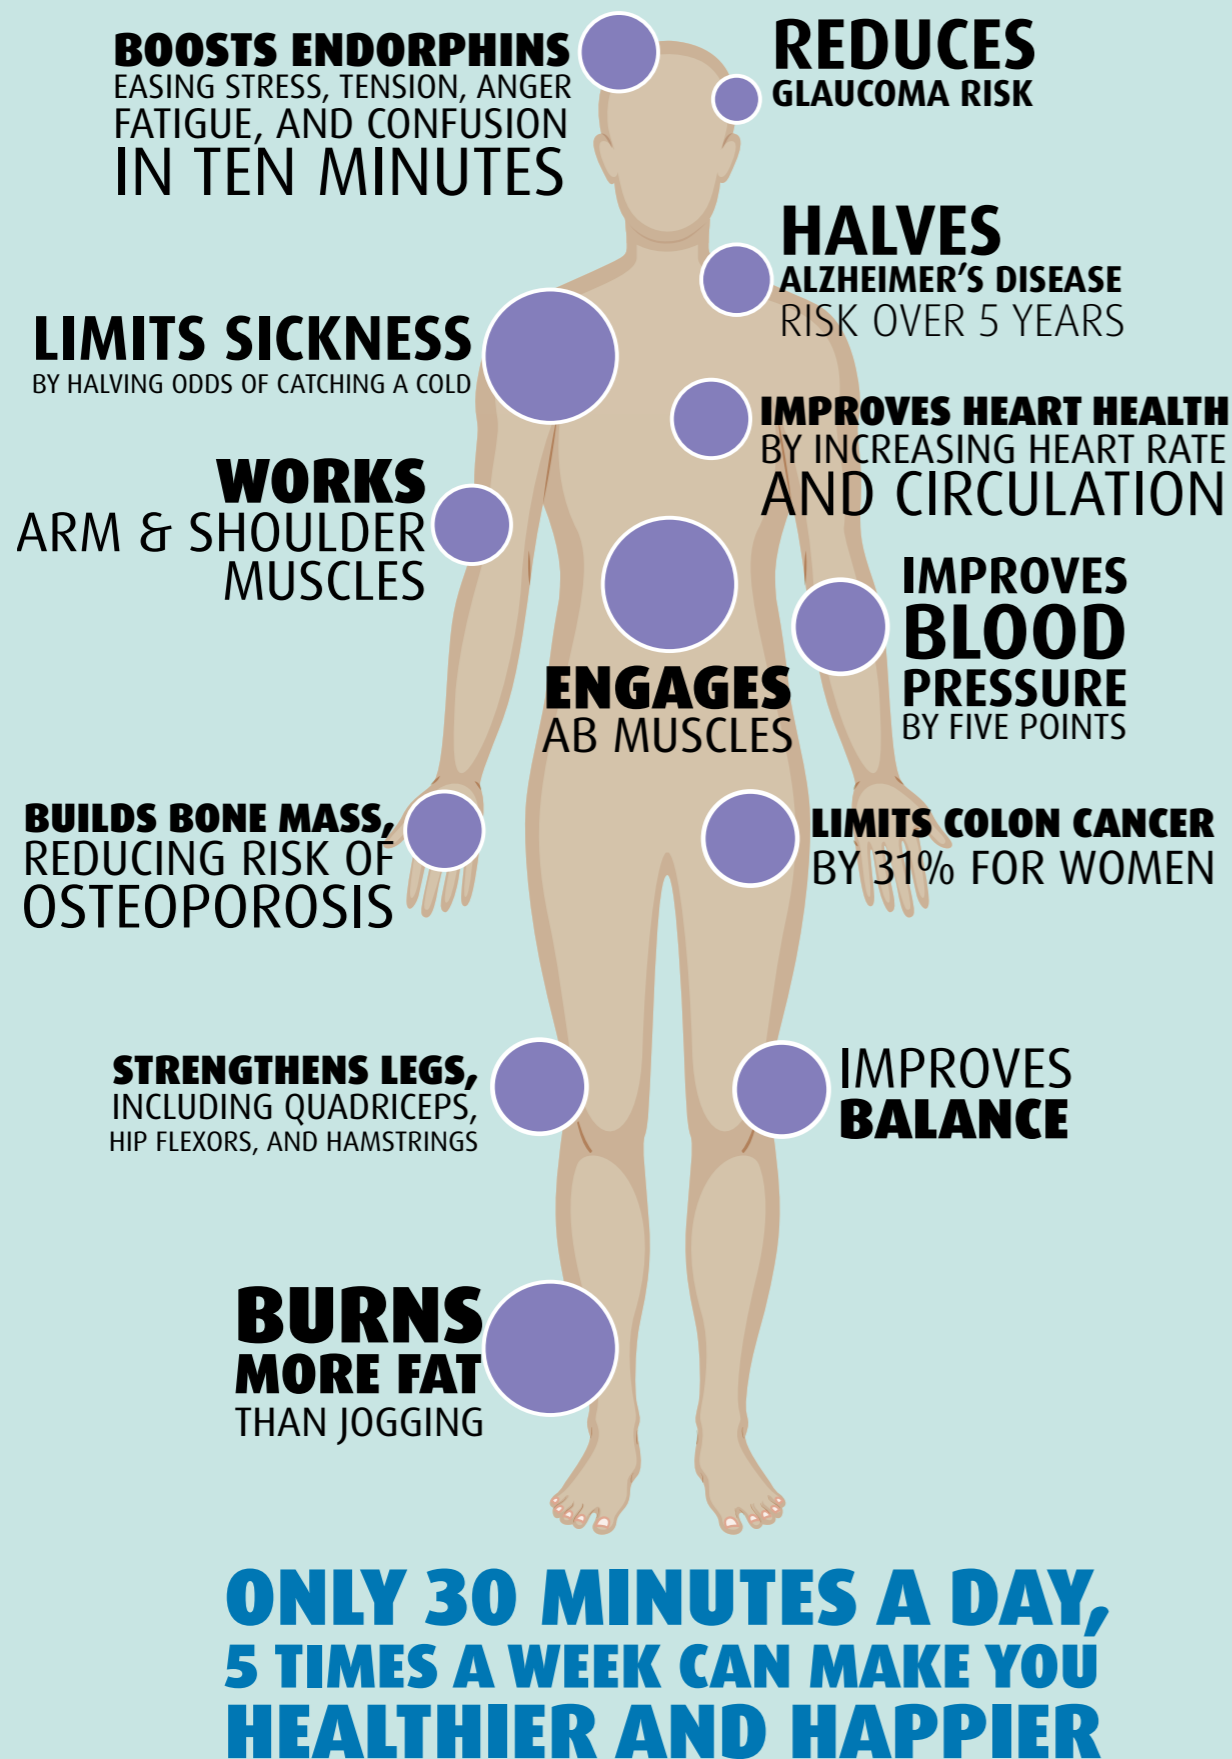 BOOSTS ENDORPHINS
EASING STRESS, TENSION, ANGER
FATIGUE, AND CONFUSION
IN TEN MINUTES
REDUCES
GLAUCOMA RISK
HALVES
ALZHEIMER'S DISEASE
RISK OVER 5 YEARS
LIMITS SICKNESS
BY HALVING ODDS OF CATCHING A COLD
IMPROVES HEART HEALTH
BY INCREASING HEART RATE
AND CIRCULATION
WORKS
ARM & SHOULDER
MUSCLES
IMPROVES
BLOOD
PRESSURE
BY FIVE POINTS
ENGAGES
AB MUSCLES
BUILDS BONE MASS,
REDUCING RISK OF
OSTEOPOROSIS
LIMITS COLON CANCER
BY 31% FOR WOMEN
STRENGTHENS LEGS,
INCLUDING QUADRICEPS,
HIP FLEXORS, AND HAMSTRINGS
IMPROVES
BALANCE
BURNS
MORE FAT
THAN JOGGING
ONLY 30 MINUTES A DAY,
5 TIMES A WEEK CAN MAKE YOU
HEALTHIER AND HAPPIER